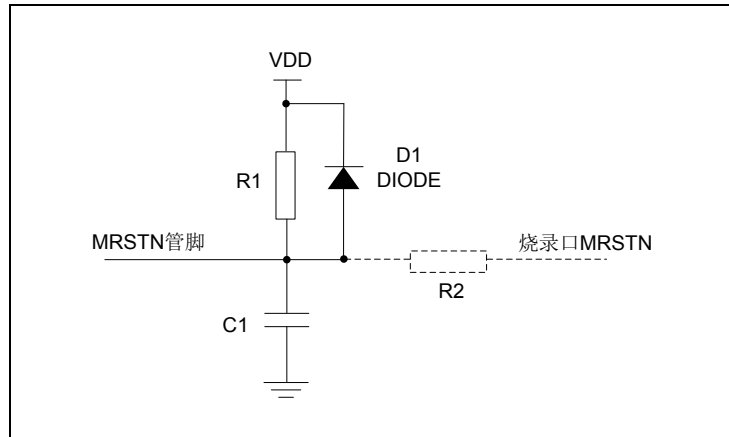 VDD
D1
DIODE
R1
MRSTN管脚
烧录口MRSTN
R2
C1